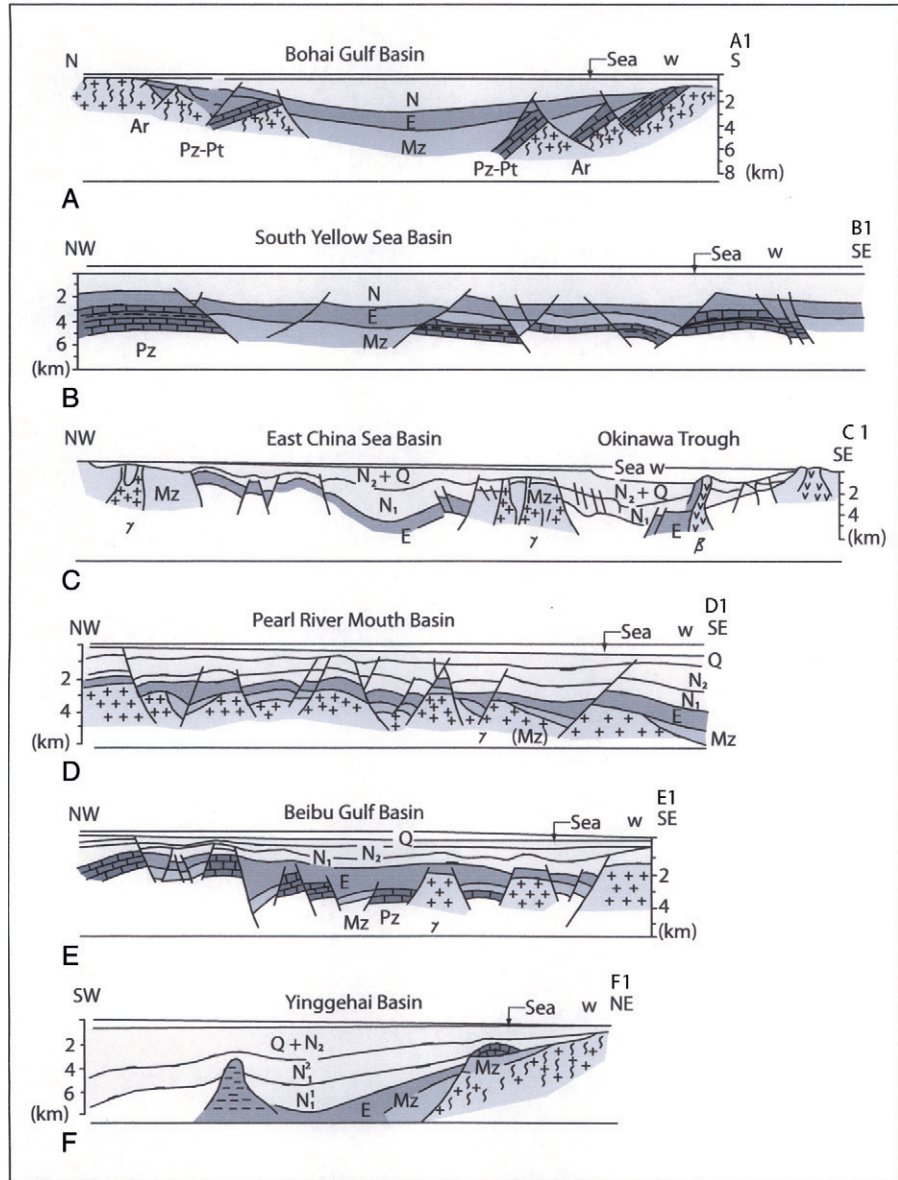 Bohai Gulf Basin
A1
N
Sea w
S
N
E
Mz
Ar
Pz-Pt
Pz-Pt
Ar
2
4
6
8 (km)
A
South Yellow Sea Basin
B1
NW
Sea w
SE
N
E
Mz
Pz
2
4
6
(km)
B
East China Sea Basin
Okinawa Trough
C 1
NW
SE
Sea w
N₂ + Q
N₂ + Q
Mz
N₁
Mz
N₁
E
E
γ
γ
β
2
4
(km)
C
Pearl River Mouth Basin
D1
NW
Sea w
SE
Q
N₂
N₁
E
Mz
γ
(Mz)
2
4
(km)
D
Beibu Gulf Basin
E1
NW
Sea w
SE
Q
N₁
N₂
E
Pz
Mz
γ
2
4
(km)
E
Yinggehai Basin
F1
SW
Sea w
NE
Q + N₂
N₁²
N₁¹
E
Mz
Mz
2
4
6
(km)
F